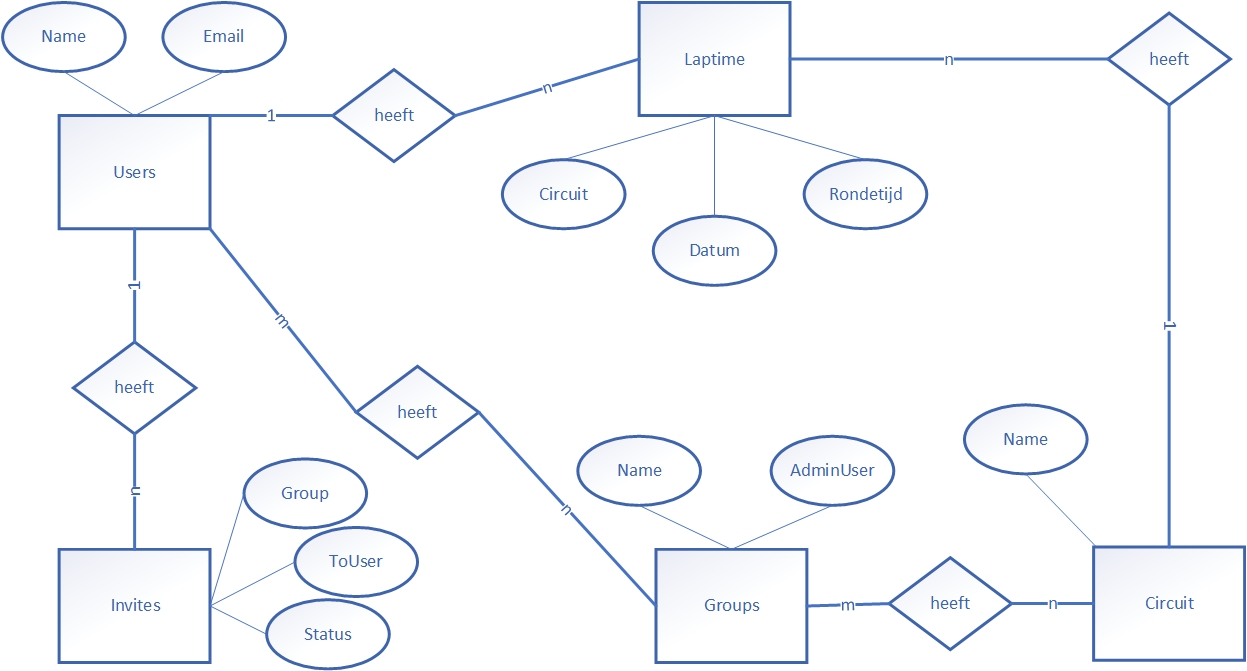 Name
Email
Laptime
heeft
n
n
1
heeft
Users
Circuit
Rondetijd
Datum
1
m
1
heeft
heeft
Name
Name
AdminUser
n
Group
n
ToUser
Invites
Groups
m
heeft
n
Circuit
Status